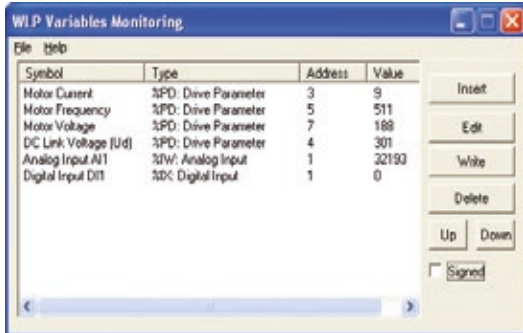 WLP Variables Monitoring
File Help
Symbol Type Address Value
Motor Current %PD: Drive Parameter 3 9
Motor Frequency %PD: Drive Parameter 5 511
Motor Voltage %PD: Drive Parameter 7 188
DC Link Voltage (Ud) %PD: Drive Parameter 4 301
Analog Input AI1 %IW: Analog Input 1 32193
Digital Input DI1 %IX: Digital Input 1 0
Insert
Edit
Write
Delete
Up Down
Signed